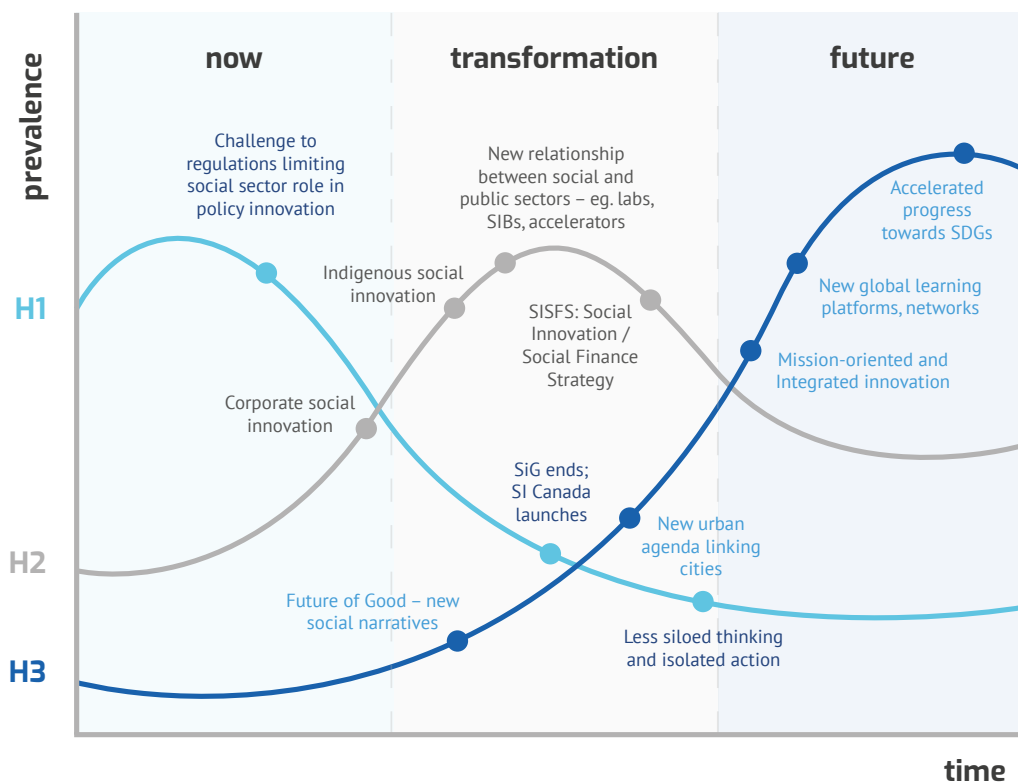 now
transformation
future
prevalence
Challenge to
regulations limiting
social sector role in
policy innovation
New relationship
between social and
public sectors – eg. labs,
SIBs, accelerators
Accelerated
progress
towards SDGs
Indigenous social
innovation
H1
SISFS: Social
Innovation /
Social Finance
Strategy
New global learning
platforms, networks
Mission-oriented and
Integrated innovation
Corporate social
innovation
SiG ends;
SI Canada
launches
New urban
agenda linking
cities
H2
Future of Good – new
social narratives
Less siloed thinking
and isolated action
H3
time